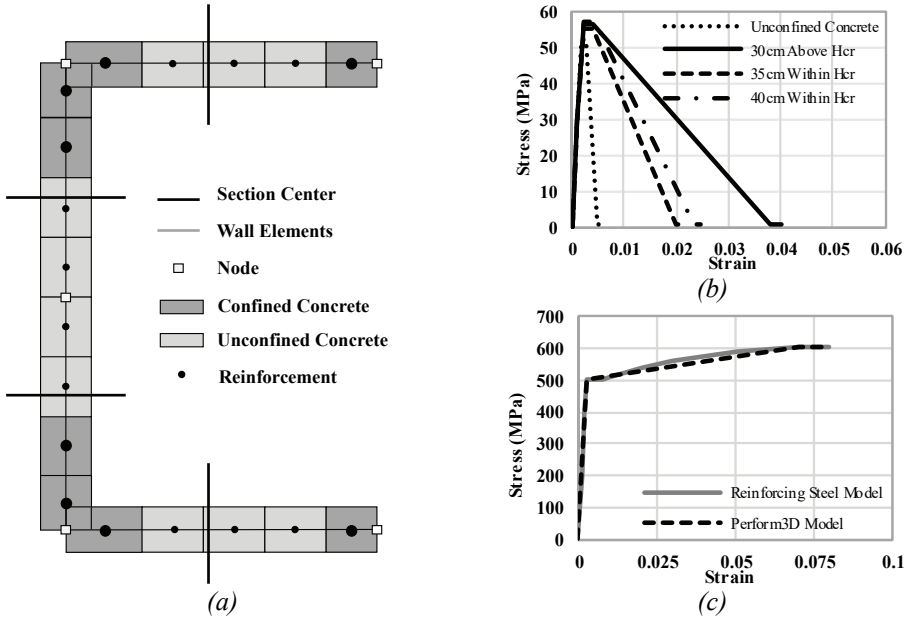 Section Center
Wall Elements
Node
Confined Concrete
Unconfined Concrete
Reinforcement
(a)
Stress (MPa)
60
50
40
30
20
10
0
0 0.01 0.02 0.03 0.04 0.05 0.06
Strain
Unconfined Concrete
30cm Above Hcr
35cm Within Hcr
40cm Within Hcr
(b)
Stress (MPa)
700
600
500
400
300
200
100
0
0 0.025 0.05 0.075 0.1
Strain
Reinforcing Steel Model
Perform3D Model
(c)